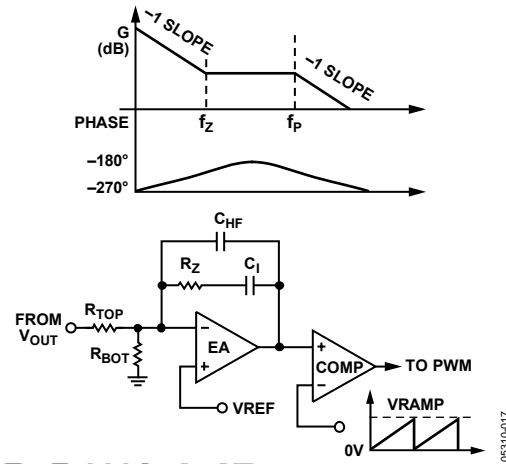 G
(dB)
–1 SLOPE
–1 SLOPE
PHASE
fZ
fP
–180°
–270°
CHF
RZ
CI
FROM
VOUT
RTOP
RBOT
–
+
EA
VREF
+
–
COMP
TO PWM
VRAMP
0V
05310-017